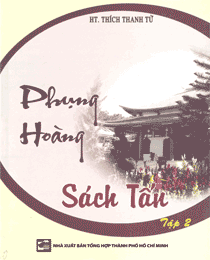 HT. THÍCH THANH TỪ
Phụng
Hoàng
Sách Tấn
Tập 2
NHÀ XUẤT BẢN TỔNG HỢP THÀNH PHỐ HỒ CHÍ MINH